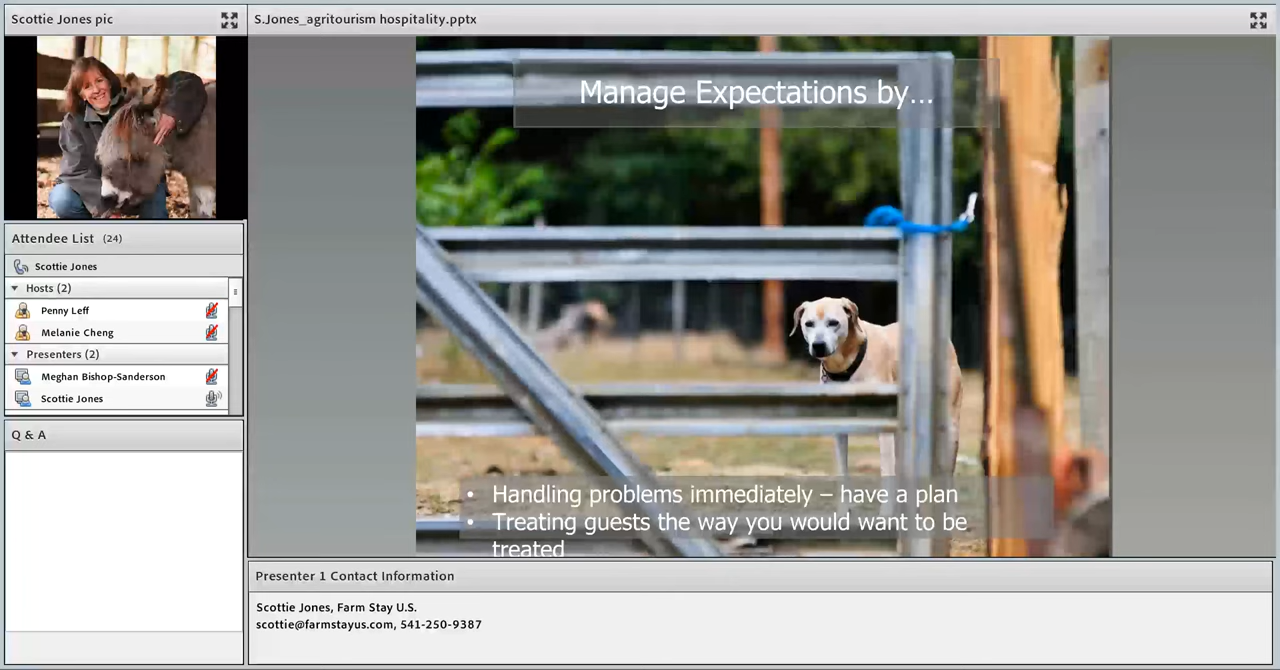 Scottie Jones pic
S.Jones_agritourism hospitality.pptx
Manage Expectations by...
• Handling problems immediately – have a plan
• Treating guests the way you would want to be
treated
Attendee List (24)
Scottie Jones
Hosts (2)
Penny Leff
Melanie Cheng
Presenters (2)
Meghan Bishop-Sanderson
Scottie Jones
Q & A
Presenter 1 Contact Information
Scottie Jones, Farm Stay U.S.
scottie@farmstayus.com, 541-250-9387